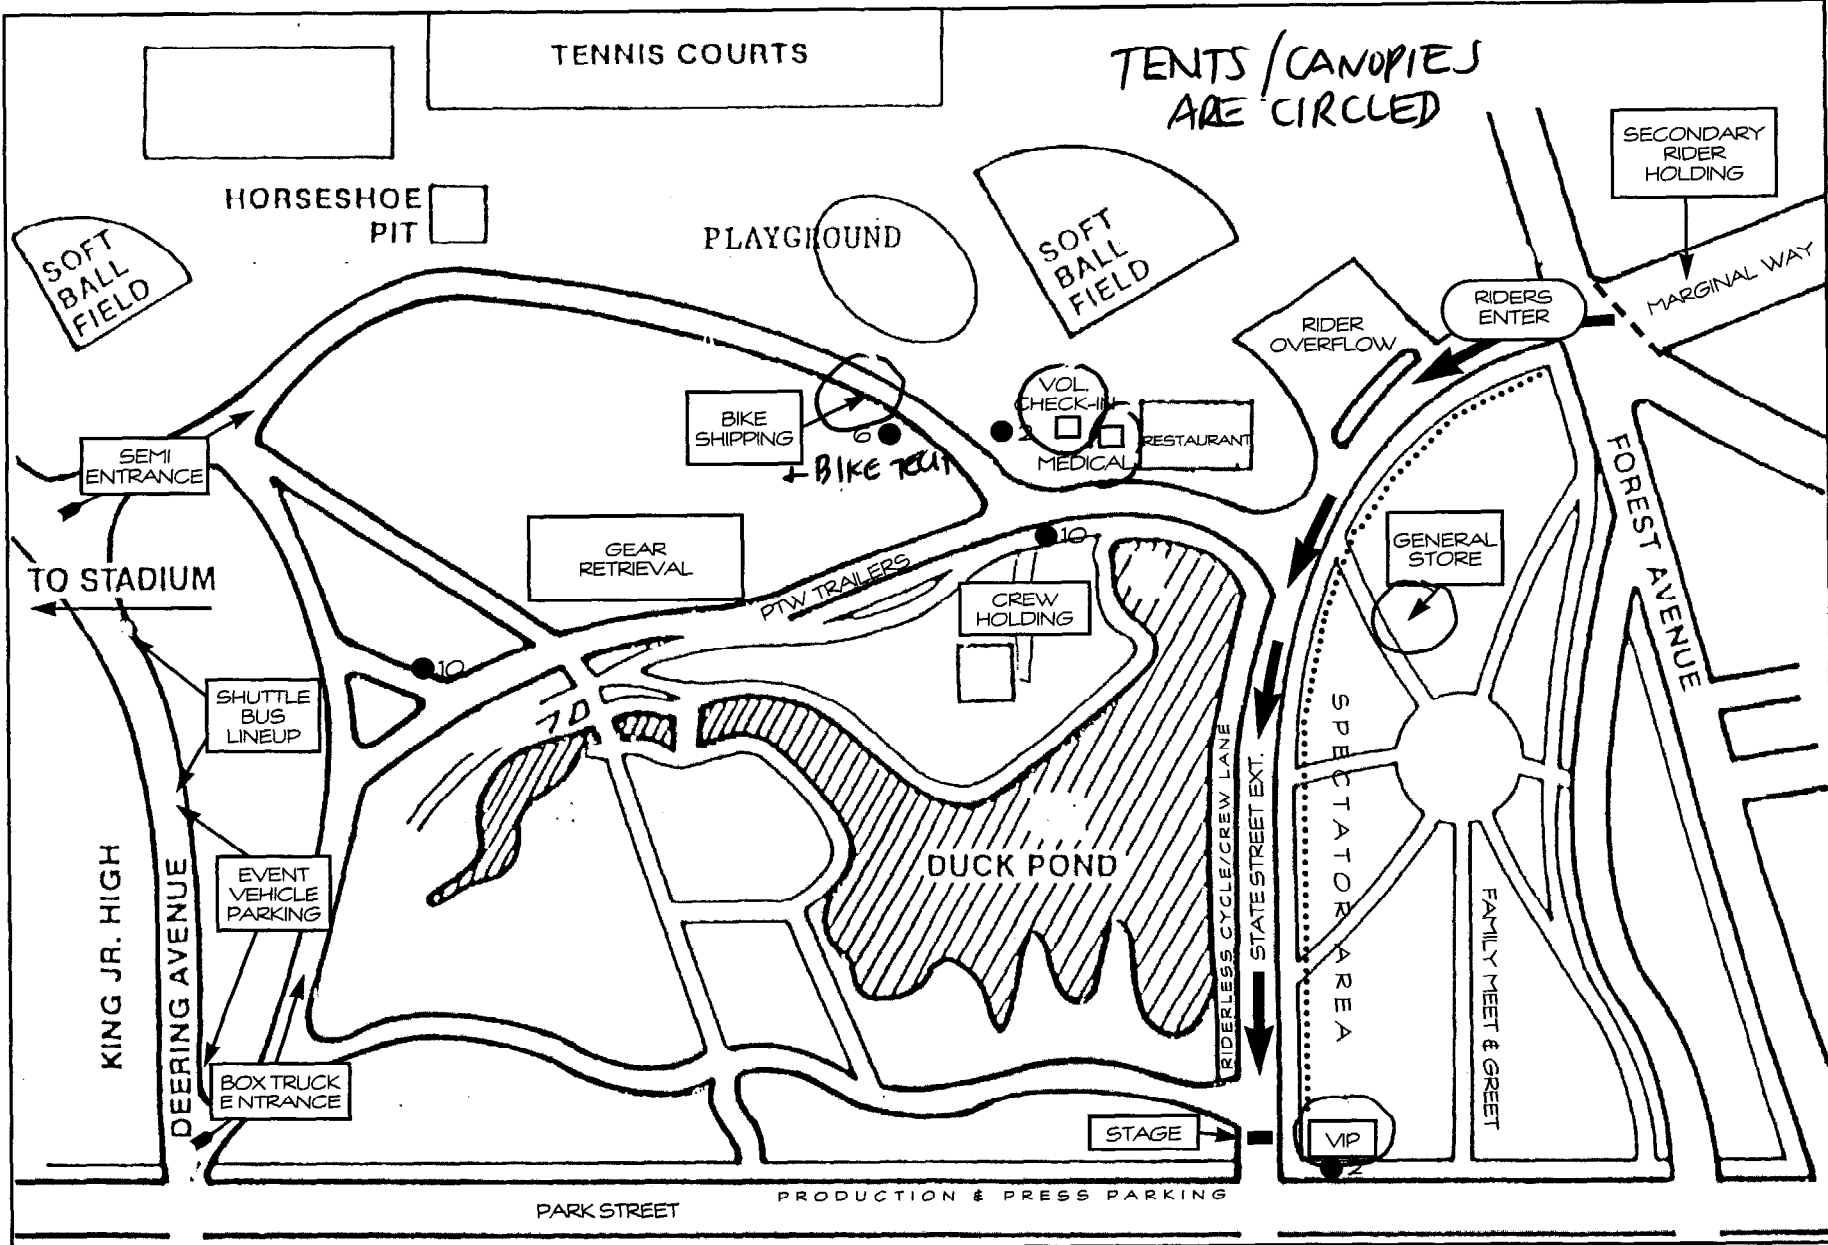 TENNIS COURTS
TENTS/CANOPIES
ARE CIRCLED
SECONDARY
RIDER
HOLDING
HORSESHOE
PIT
SOFT
BALL
FIELD
PLAYGROUND
SOFT
BALL
FIELD
MARGINAL WAY
RIDERS
ENTER
RIDER
OVERFLOW
VOL.
CHECK-IN
BIKE
SHIPPING
6
2
RESTAURANT
MEDICAL
+ BIKE TECH
SEMI
ENTRANCE
FOREST AVENUE
GENERAL
STORE
GEAR
RETRIEVAL
10
PTW TRAILERS
CREW
HOLDING
TO STADIUM
10
SHUTTLE
BUS
LINEUP
SPECTATOR AREA
RIDERLESS CYCLE/CREW LANE
STATE STREET EXT.
DUCK POND
KING JR. HIGH
DEERING AVENUE
EVENT
VEHICLE
PARKING
FAMILY MEET & GREET
BOX TRUCK
ENTRANCE
STAGE
VIP
2
PRODUCTION & PRESS PARKING
PARK STREET